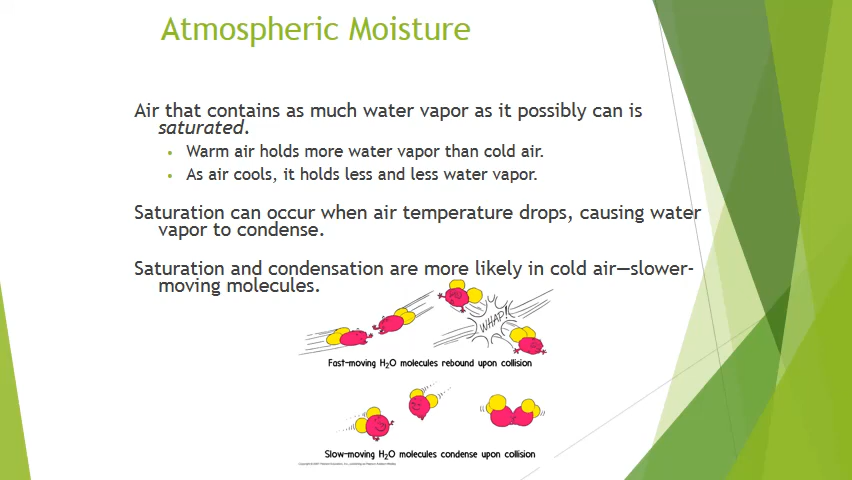 Atmospheric Moisture
Air that contains as much water vapor as it possibly can is
saturated.
• Warm air holds more water vapor than cold air.
• As air cools, it holds less and less water vapor.
Saturation can occur when air temperature drops, causing water
vapor to condense.
Saturation and condensation are more likely in cold air—slower-
moving molecules.
WHAP!!
Fast-moving H₂O molecules rebound upon collision
Slow-moving H₂O molecules condense upon collision